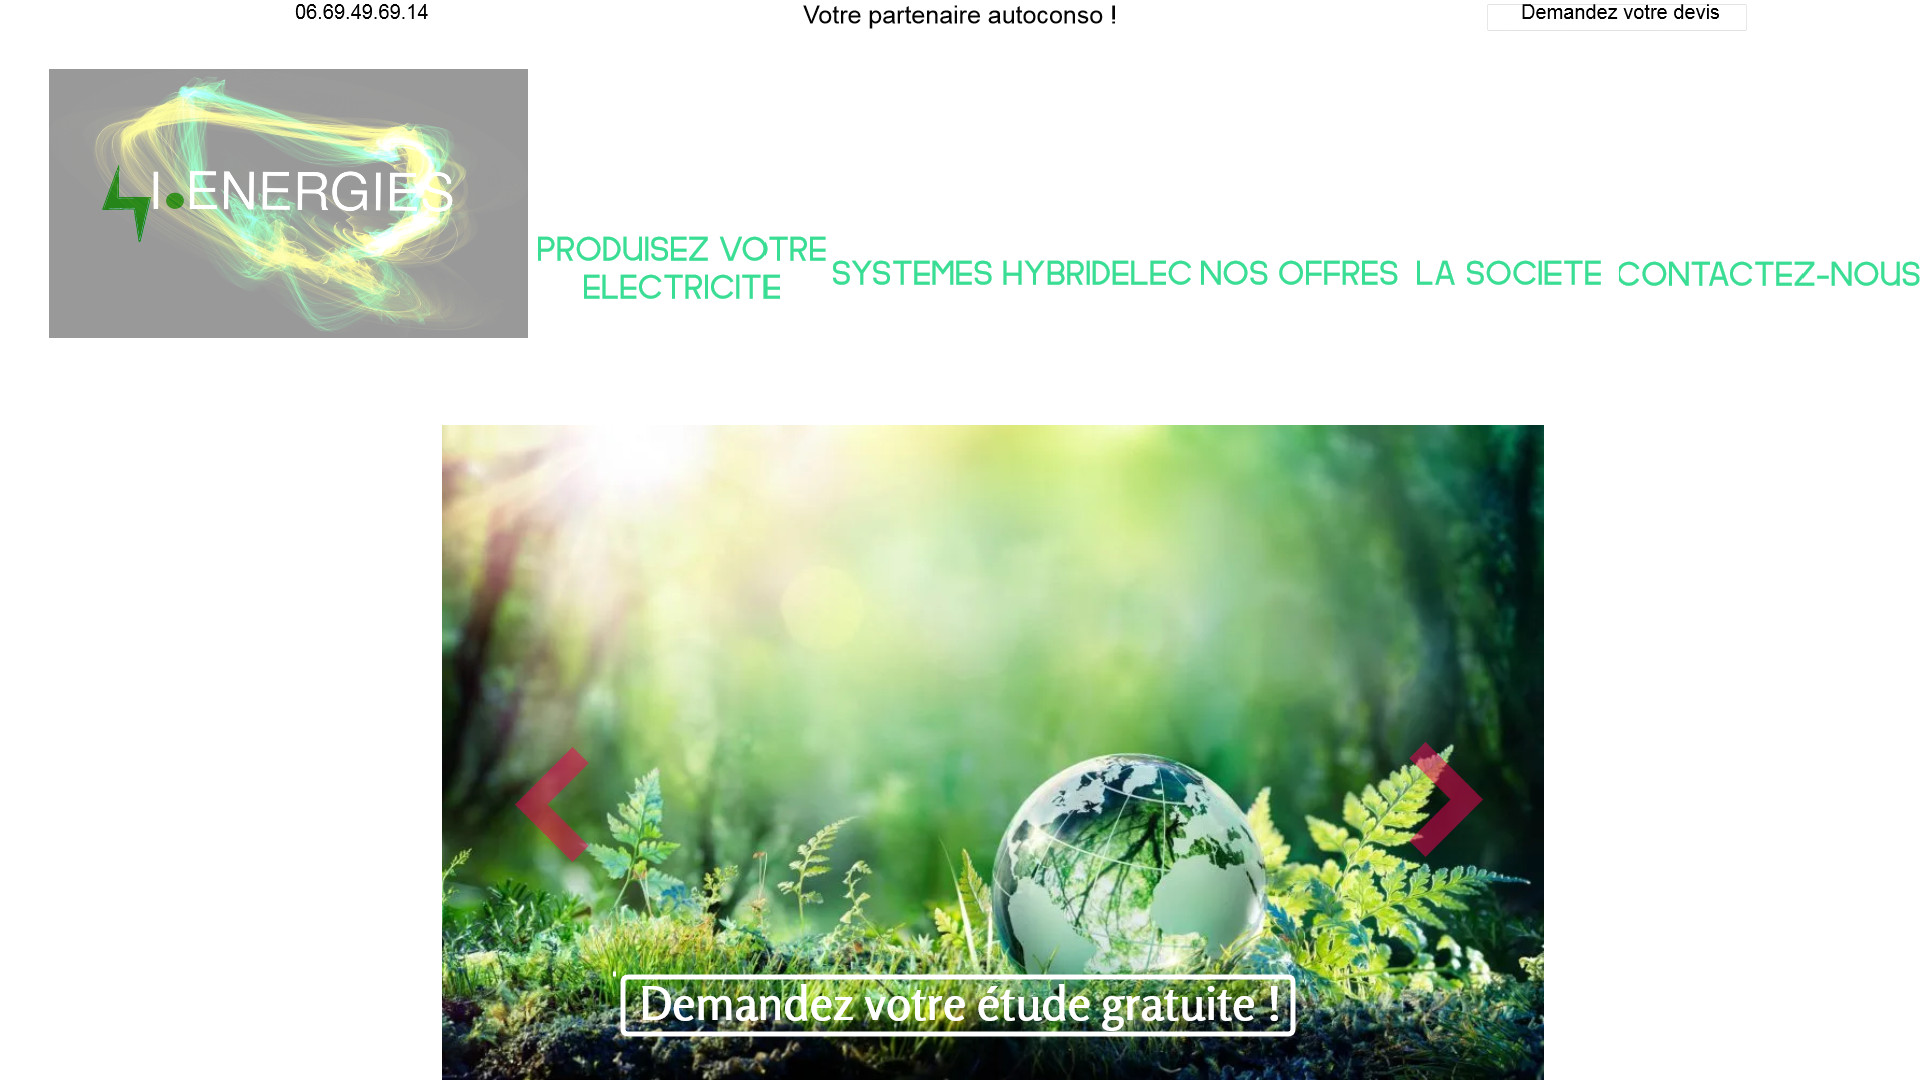 06.69.49.69.14
Votre partenaire autoconso !
Demandez votre devis
I.ENERGIES
PRODUISEZ VOTRE
ELECTRICITE
SYSTEMES HYBRIDELEC
NOS OFFRES
LA SOCIETE
CONTACTEZ-NOUS
Demandez votre étude gratuite !